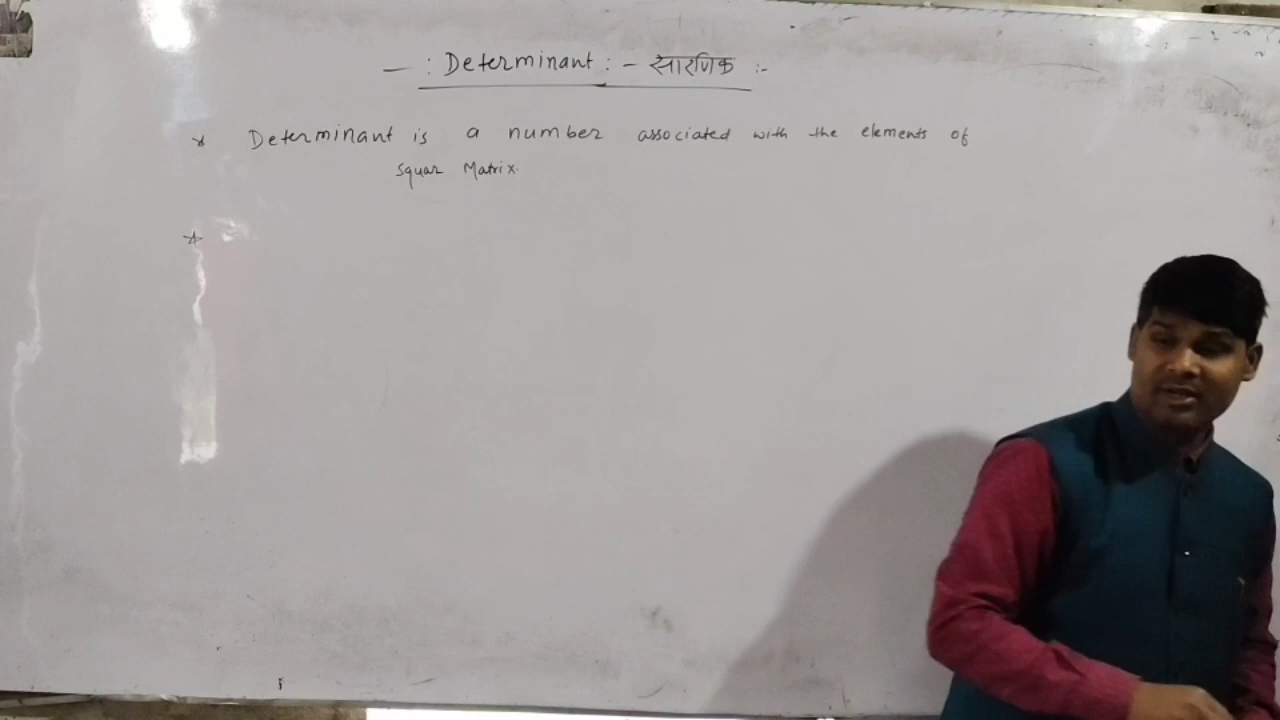 — : Determinant : - सारणिक :-
* Determinant is a number associated with the elements of
Squar Matrix.
*